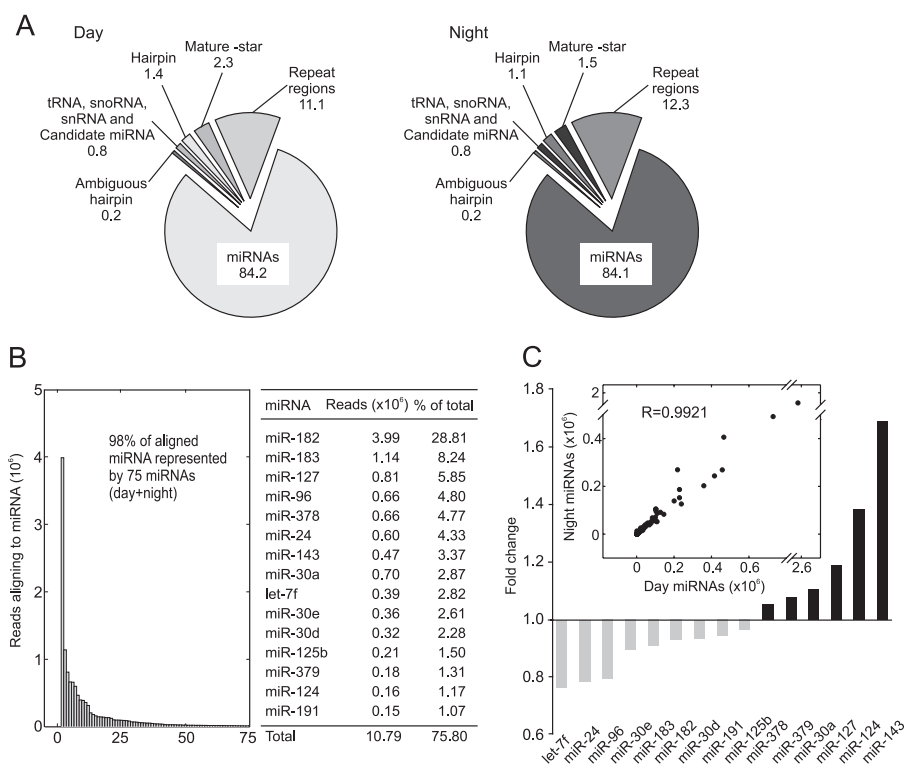 A
Day
Hairpin
1.4
Mature -star
2.3
Repeat
regions
11.1
tRNA, snoRNA,
snRNA and
Candidate miRNA
0.8
Ambiguous
hairpin
0.2
miRNAs
84.2
Night
Hairpin
1.1
Mature -star
1.5
Repeat
regions
12.3
tRNA, snoRNA,
snRNA and
Candidate miRNA
0.8
Ambiguous
hairpin
0.2
miRNAs
84.1
B
Reads aligning to miRNA (10⁶)
5
4
3
2
1
0
0 25 50 75
98% of aligned
miRNA represented
by 75 miRNAs
(day+night)
miRNA Reads (x10⁶) % of total
miR-182 3.99 28.81
miR-183 1.14 8.24
miR-127 0.81 5.85
miR-96 0.66 4.80
miR-378 0.66 4.77
miR-24 0.60 4.33
miR-143 0.47 3.37
miR-30a 0.70 2.87
let-7f 0.39 2.82
miR-30e 0.36 2.61
miR-30d 0.32 2.28
miR-125b 0.21 1.50
miR-379 0.18 1.31
miR-124 0.16 1.17
miR-191 0.15 1.07
Total 10.79 75.80
C
Fold change
1.8
1.6
1.4
1.2
1.0
0.8
0.6
Night miRNAs (x10⁶)
2
0.4
0.2
0
R=0.9921
0 0.2 0.4 0.6 2.6
Day miRNAs (x10⁶)
let-7f
miR-24
miR-96
miR-30e
miR-183
miR-182
miR-30d
miR-191
miR-125b
miR-378
miR-379
miR-30a
miR-127
miR-124
miR-143